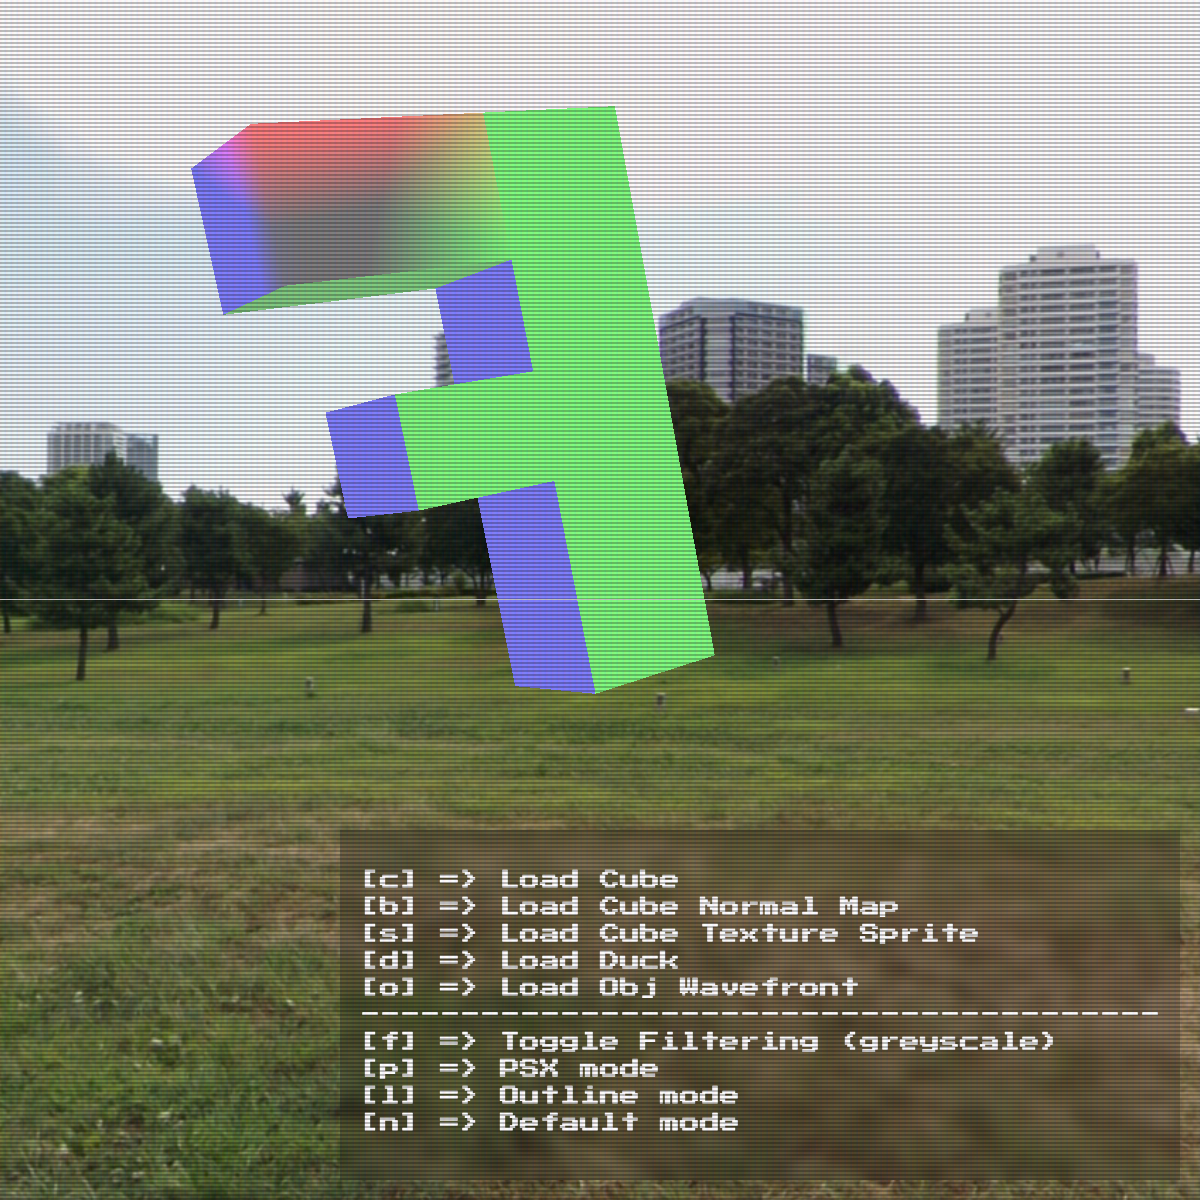 [c] => Load Cube
[b] => Load Cube Normal Map
[s] => Load Cube Texture Sprite
[d] => Load Duck
[o] => Load Obj Wavefront
----------------------------------------
[f] => Toggle Filtering (greyscale)
[p] => PSX mode
[l] => Outline mode
[n] => Default mode